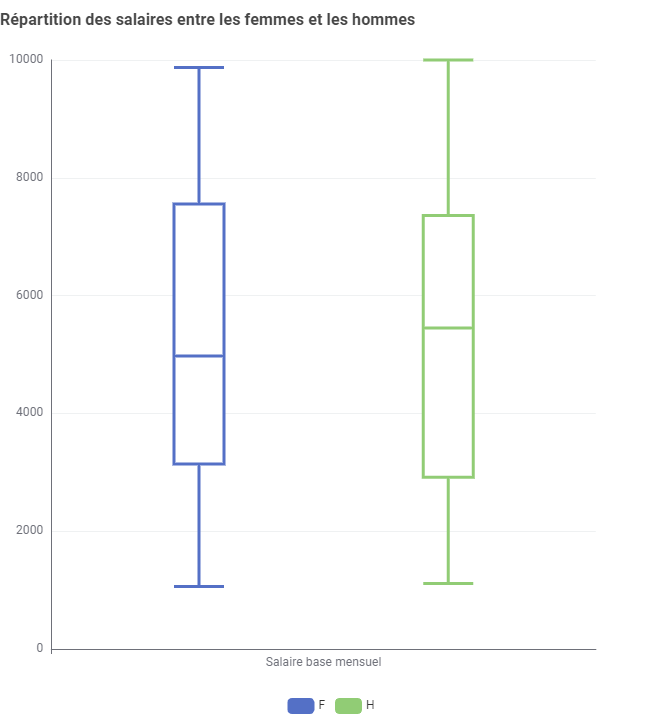 Répartition des salaires entre les femmes et les hommes
10000
8000
6000
4000
2000
0
Salaire base mensuel
F H